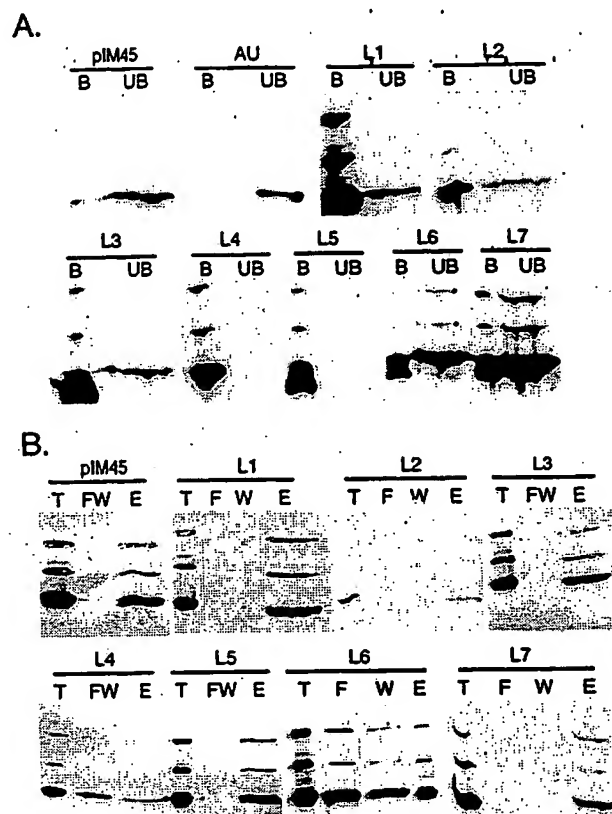 A.
pIM45 AU L1 L2
B UB B UB B UB B UB
L3 L4 L5 L6 L7
B UB B UB B UB B UB B UB
B.
pIM45 L1 L2 L3
T FW E T F W E T F W E T FW E
L4 L5 L6 L7
T FW E T FW E T F W E T F W E